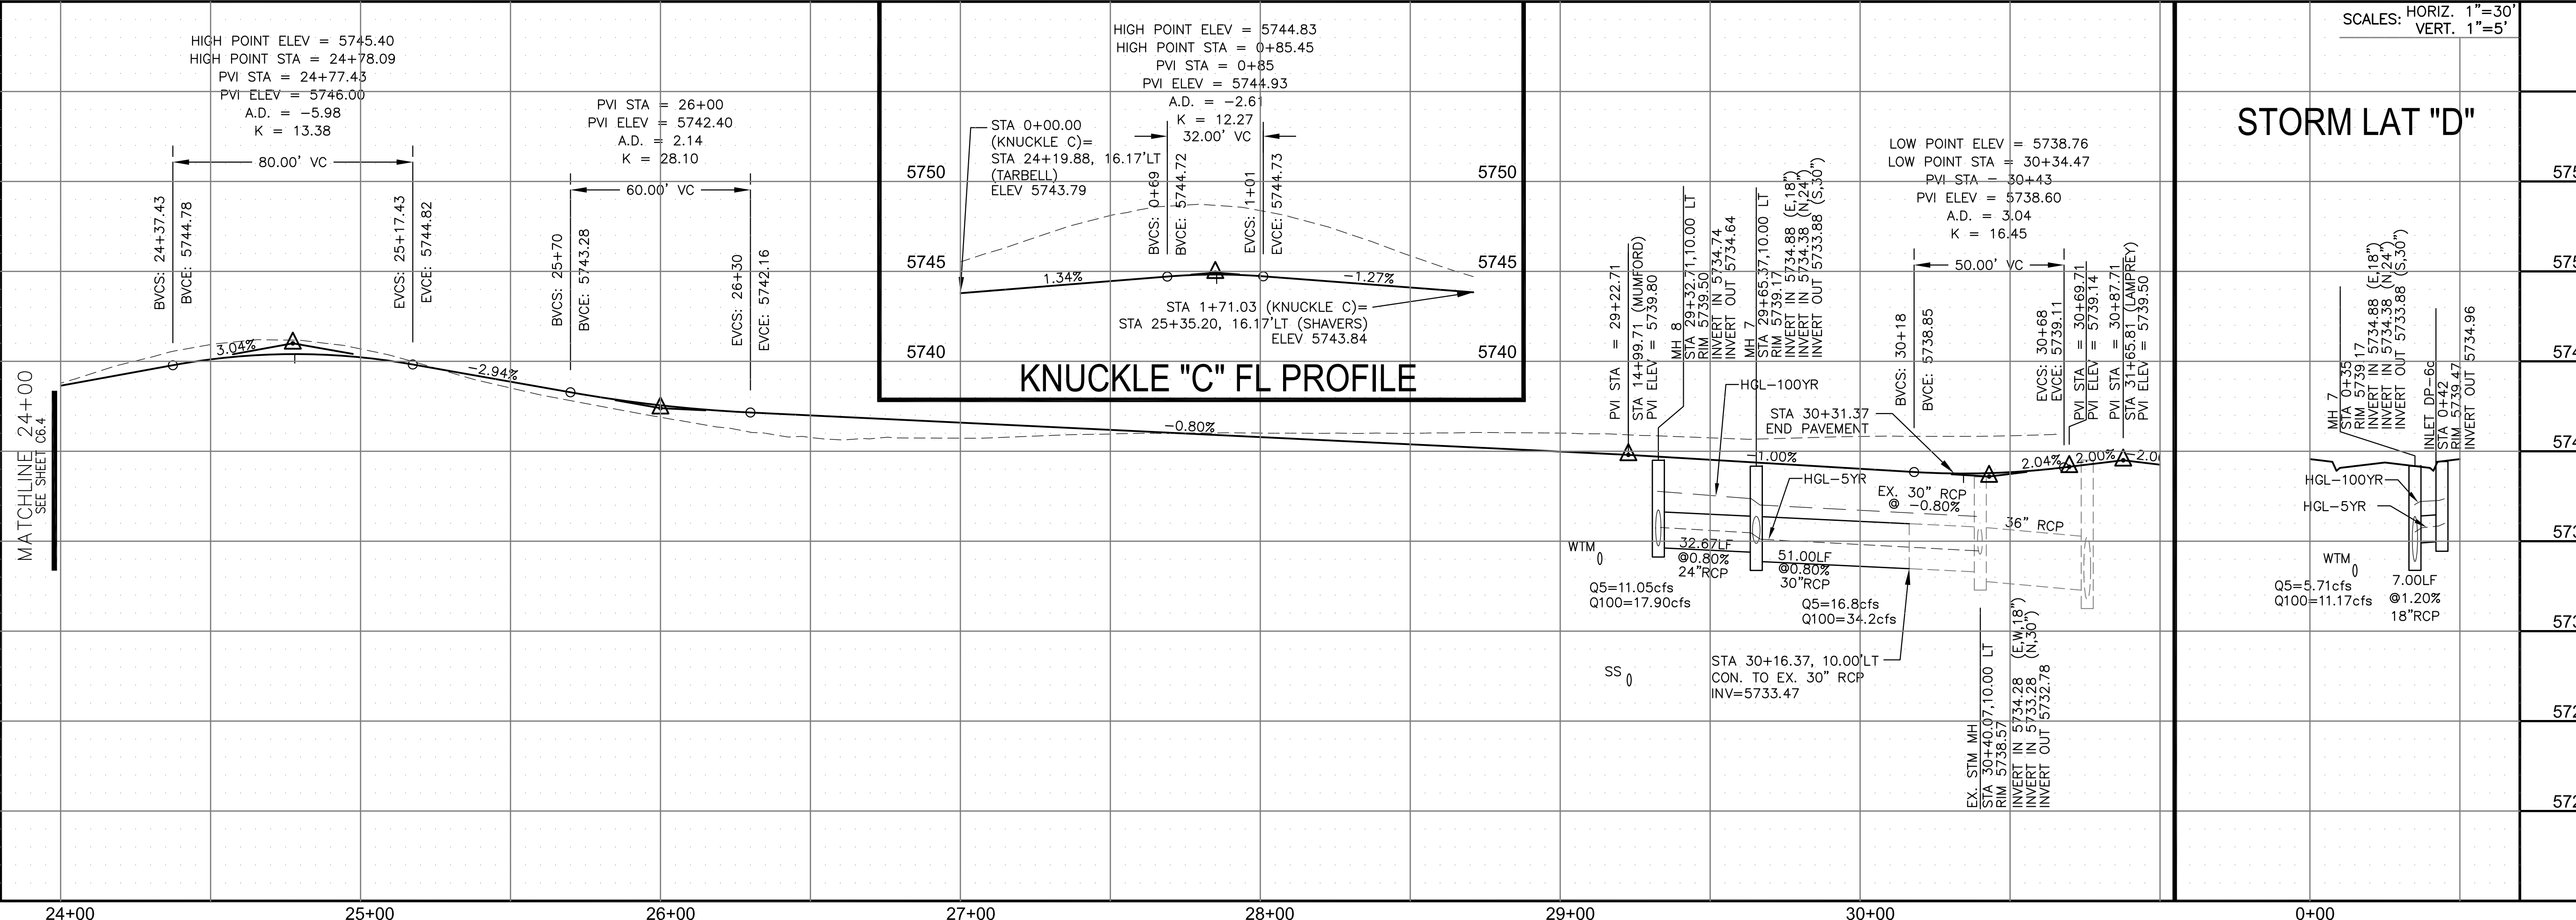 SCALES: HORIZ. 1"=30'
VERT. 1"=5'
HIGH POINT ELEV = 5745.40
HIGH POINT STA = 24+78.09
PVI STA = 24+77.43
PVI ELEV = 5746.00
A.D. = -5.98
K = 13.38
80.00' VC
BVCS: 24+37.43
BVCE: 5744.78
EVCS: 25+17.43
EVCE: 5744.82
3.04%
-2.94%
PVI STA = 26+00
PVI ELEV = 5742.40
A.D. = 2.14
K = 28.10
60.00' VC
BVCS: 25+70
BVCE: 5743.28
EVCS: 26+30
EVCE: 5742.16
-0.80%
MATCHLINE 24+00
SEE SHEET C6.4
HIGH POINT ELEV = 5744.83
HIGH POINT STA = 0+85.45
PVI STA = 0+85
PVI ELEV = 5744.93
A.D. = -2.61
K = 12.27
32.00' VC
STA 0+00.00
(KNUCKLE C)=
STA 24+19.88, 16.17'LT
(TARBELL)
ELEV 5743.79
BVCS: 0+69
BVCE: 5744.72
EVCS: 1+01
EVCE: 5744.73
5750
5750
5745
5745
5740
5740
1.34%
-1.27%
STA 1+71.03 (KNUCKLE C)=
STA 25+35.20, 16.17'LT (SHAVERS)
ELEV 5743.84
KNUCKLE "C" FL PROFILE
PVI STA = 29+22.71
STA 14+99.71 (MUMFORD)
PVI ELEV = 5739.80
MH 8
STA 29+32.71,10.00 LT
RIM 5739.50
INVERT IN 5734.74
INVERT OUT 5734.64
MH 7
STA 29+65.37,10.00 LT
RIM 5739.17
INVERT IN 5734.88 (E,18")
INVERT IN 5734.38 (N,24")
INVERT OUT 5733.88 (S,30")
HGL-100YR
STA 30+31.37
END PAVEMENT
-1.00%
HGL-5YR
LOW POINT ELEV = 5738.76
LOW POINT STA = 30+34.47
PVI STA = 30+43
PVI ELEV = 5738.60
A.D. = 3.04
K = 16.45
50.00' VC
BVCS: 30+18
BVCE: 5738.85
EVCS: 30+68
EVCE: 5739.11
PVI STA = 30+69.71
PVI ELEV = 5739.14
PVI STA = 30+87.71
STA 31+65.81 (LAMPREY)
PVI ELEV = 5739.50
2.04%
2.00%
EX. 30" RCP
@ -0.80%
36" RCP
WTM
32.67LF
@0.80%
24"RCP
51.00LF
@0.80%
30"RCP
Q5=11.05cfs
Q100=17.90cfs
Q5=16.8cfs
Q100=34.2cfs
SS
STA 30+16.37, 10.00'LT
CON. TO EX. 30" RCP
INV=5733.47
EX. STM MH
STA 30+40.07,10.00 LT
RIM 5738.57
INVERT IN 5734.28 (E,W,18")
INVERT IN 5733.28 (N,30")
INVERT OUT 5732.78
STORM LAT "D"
MH 7
STA 0+35
RIM 5739.17
INVERT IN 5734.88 (E,18")
INVERT IN 5734.38 (N,24")
INVERT OUT 5733.88 (S,30")
INLET DP-6c
STA 0+42
RIM 5739.47
INVERT OUT 5734.96
HGL-100YR
HGL-5YR
WTM
Q5=5.71cfs
Q100=11.17cfs
7.00LF
@1.20%
18"RCP
24+00
25+00
26+00
27+00
28+00
29+00
30+00
0+00